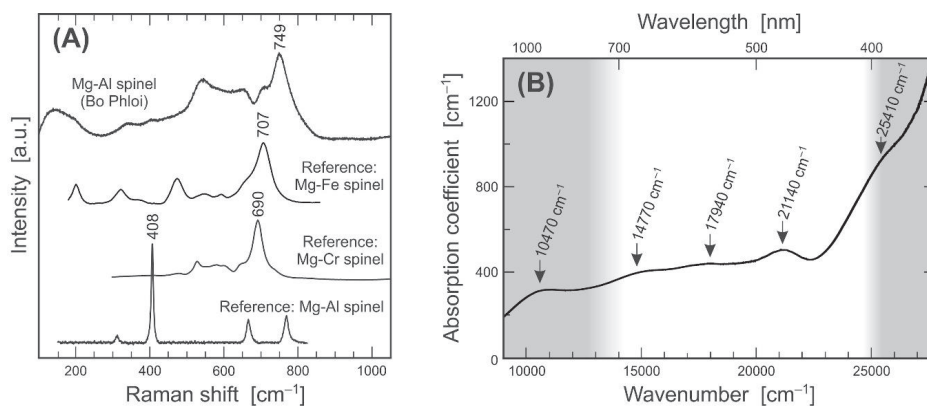 (A)
749
Mg-Al spinel
(Bo Phloi)
707
Reference:
Mg-Fe spinel
408
690
Reference:
Mg-Cr spinel
Reference: Mg-Al spinel
Intensity [a.u.]
200 400 600 800 1000
Raman shift [cm⁻¹]
Wavelength [nm]
1000 700 500 400
(B)
1200
800
400
0
Absorption coefficient [cm⁻¹]
10470 cm⁻¹
14770 cm⁻¹
17940 cm⁻¹
21140 cm⁻¹
25410 cm⁻¹
10000 15000 20000 25000
Wavenumber [cm⁻¹]